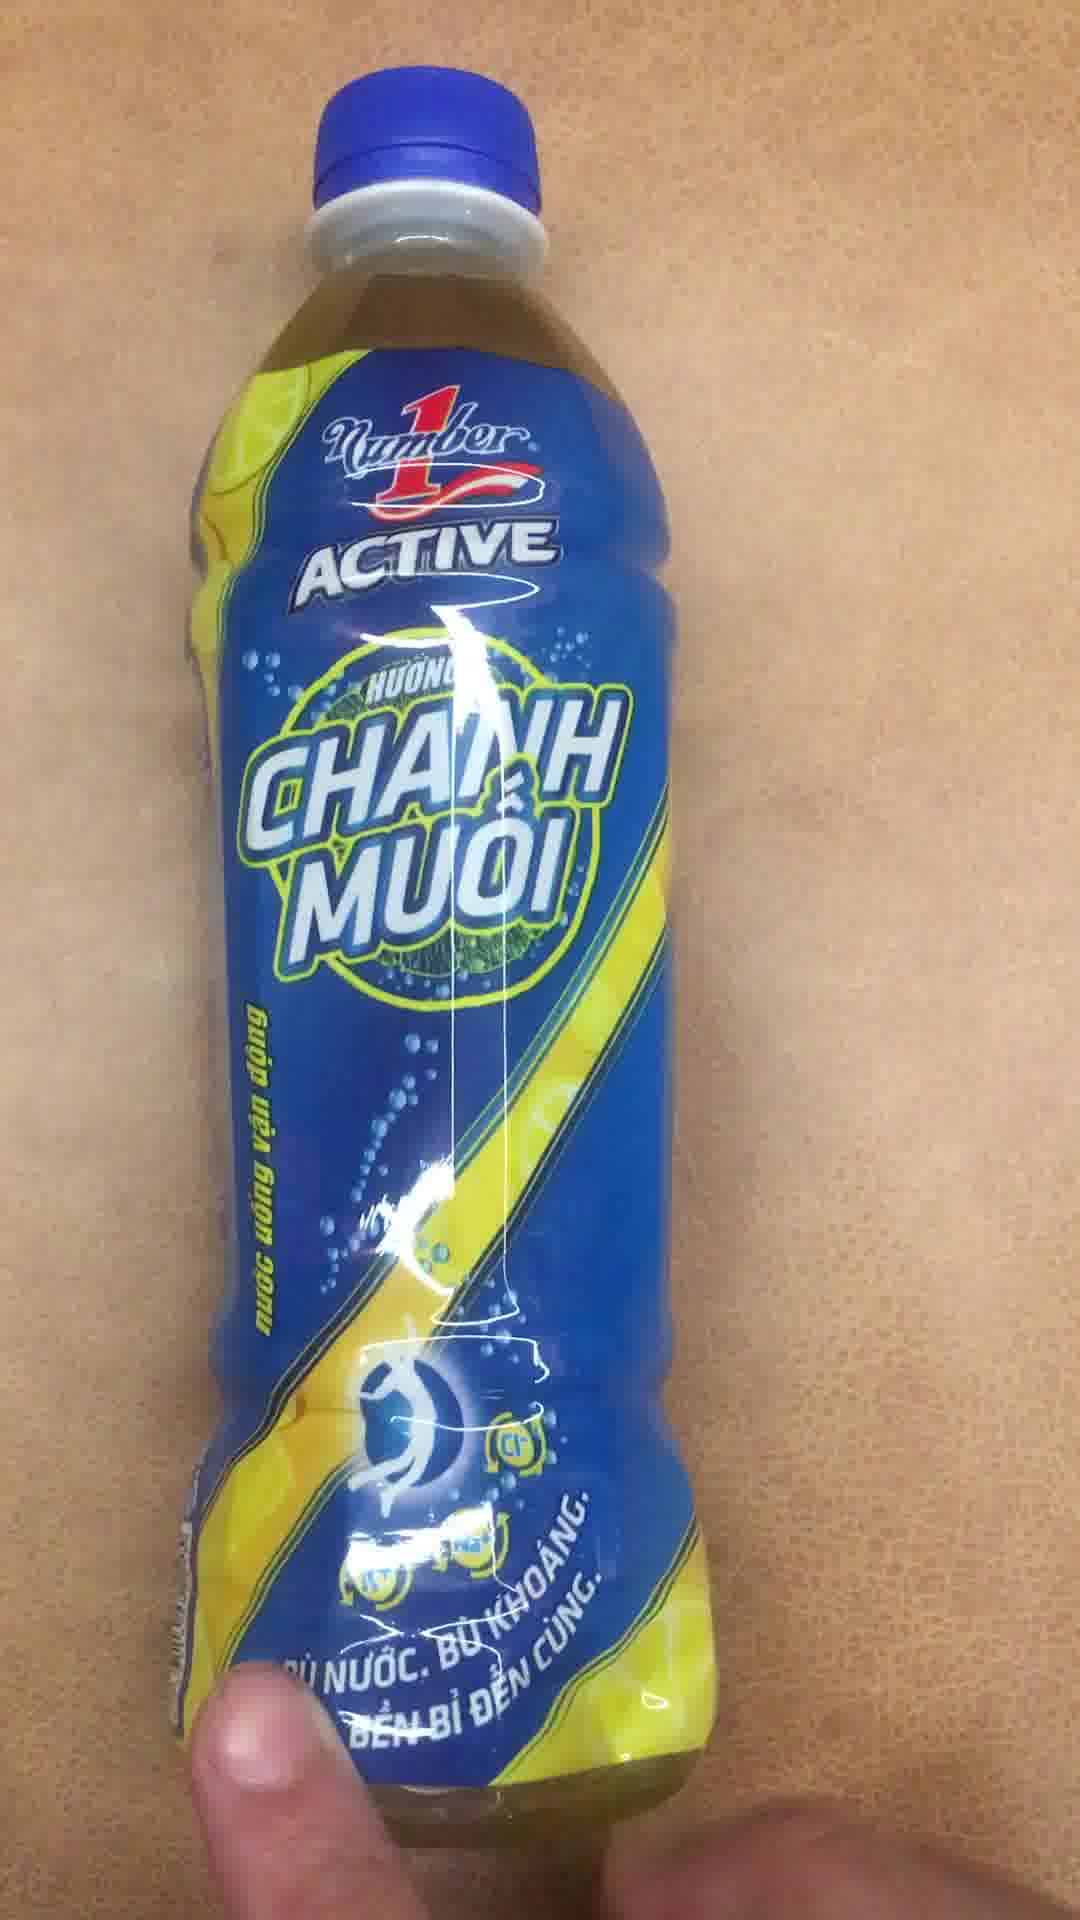 Number 1
ACTIVE
HƯƠNG
CHANH
MUỐI
nước uống vận động
Cl-
Na+
K+
BÙ NƯỚC. BÙ KHOÁNG.
BỀN BỈ ĐẾN CÙNG.